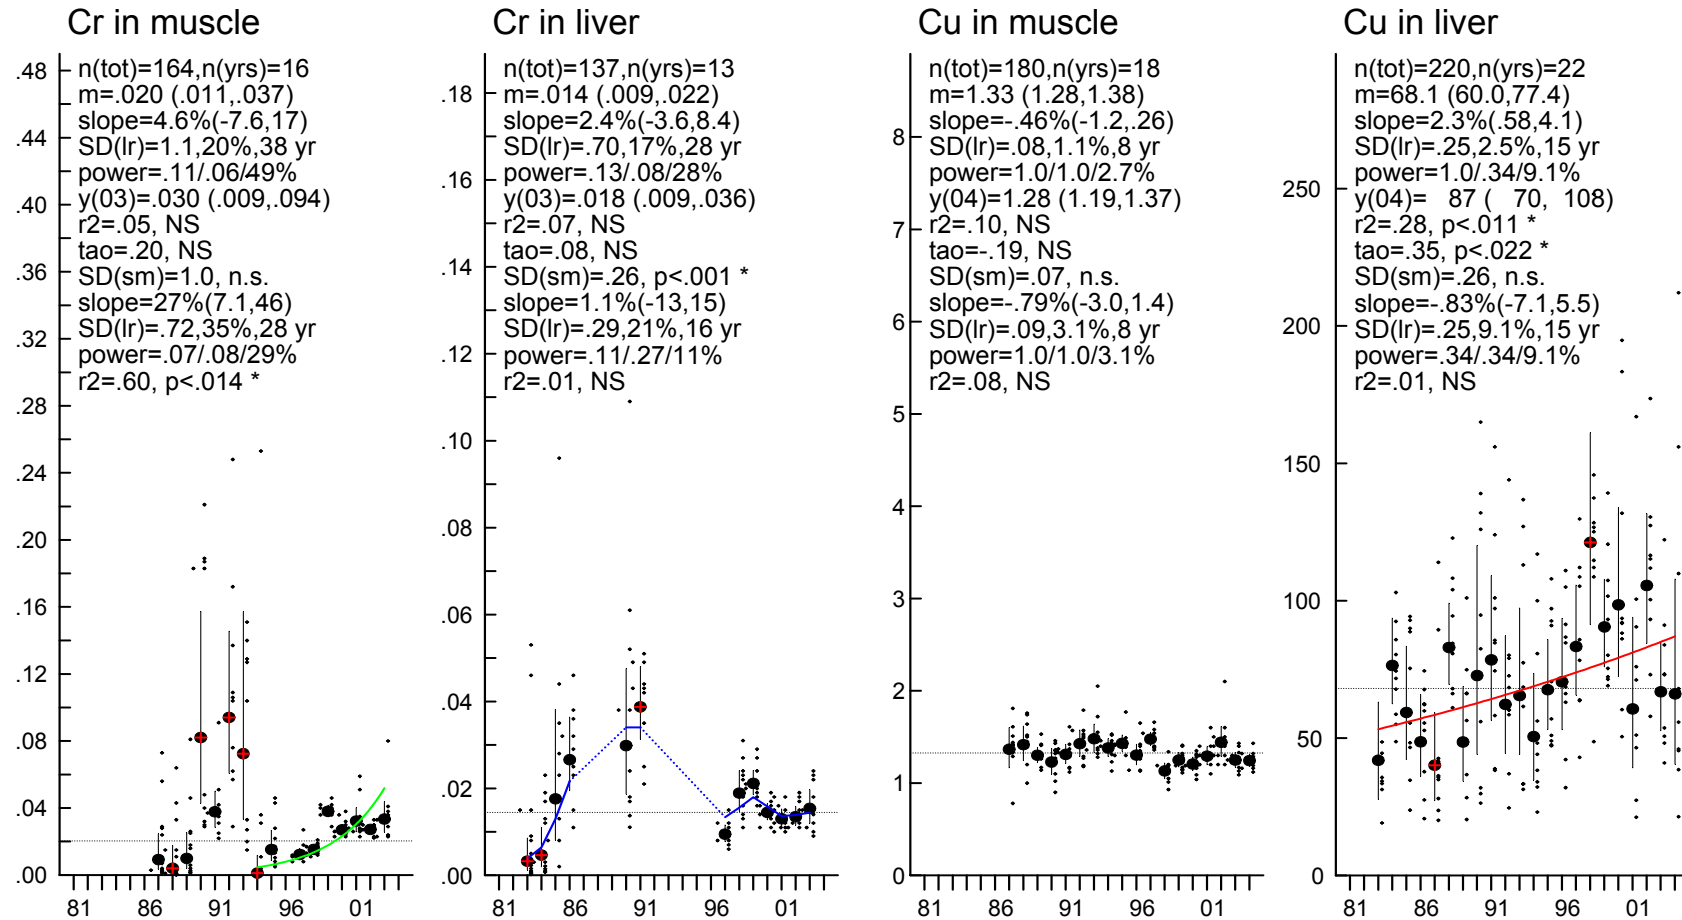 Cr in muscle
n(tot)=164,n(yrs)=16
m=.020 (.011,.037)
slope=4.6%(-7.6,17)
SD(lr)=1.1,20%,38 yr
power=.11/.06/49%
y(03)=.030 (.009,.094)
r2=.05, NS
tao=.20, NS
SD(sm)=1.0, n.s.
slope=27%(7.1,46)
SD(lr)=.72,35%,28 yr
power=.07/.08/29%
r2=.60, p<.014 *
.48
.44
.40
.36
.32
.28
.24
.20
.16
.12
.08
.04
.00
81 86 91 96 01
Cr in liver
n(tot)=137,n(yrs)=13
m=.014 (.009,.022)
slope=2.4%(-3.6,8.4)
SD(lr)=.70,17%,28 yr
power=.13/.08/28%
y(03)=.018 (.009,.036)
r2=.07, NS
tao=.08, NS
SD(sm)=.26, p<.001 *
slope=1.1%(-13,15)
SD(lr)=.29,21%,16 yr
power=.11/.27/11%
r2=.01, NS
.18
.16
.14
.12
.10
.08
.06
.04
.02
.00
81 86 91 96 01
Cu in muscle
n(tot)=180,n(yrs)=18
m=1.33 (1.28,1.38)
slope=-.46%(-1.2,.26)
SD(lr)=.08,1.1%,8 yr
power=1.0/1.0/2.7%
y(04)=1.28 (1.19,1.37)
r2=.10, NS
tao=-.19, NS
SD(sm)=.07, n.s.
slope=-.79%(-3.0,1.4)
SD(lr)=.09,3.1%,8 yr
power=1.0/1.0/3.1%
r2=.08, NS
8
7
6
5
4
3
2
1
0
81 86 91 96 01
Cu in liver
n(tot)=220,n(yrs)=22
m=68.1 (60.0,77.4)
slope=2.3%(.58,4.1)
SD(lr)=.25,2.5%,15 yr
power=1.0/.34/9.1%
y(04)= 87 ( 70, 108)
r2=.28, p<.011 *
tao=.35, p<.022 *
SD(sm)=.26, n.s.
slope=-.83%(-7.1,5.5)
SD(lr)=.25,9.1%,15 yr
power=.34/.34/9.1%
r2=.01, NS
250
200
150
100
50
0
81 86 91 96 01